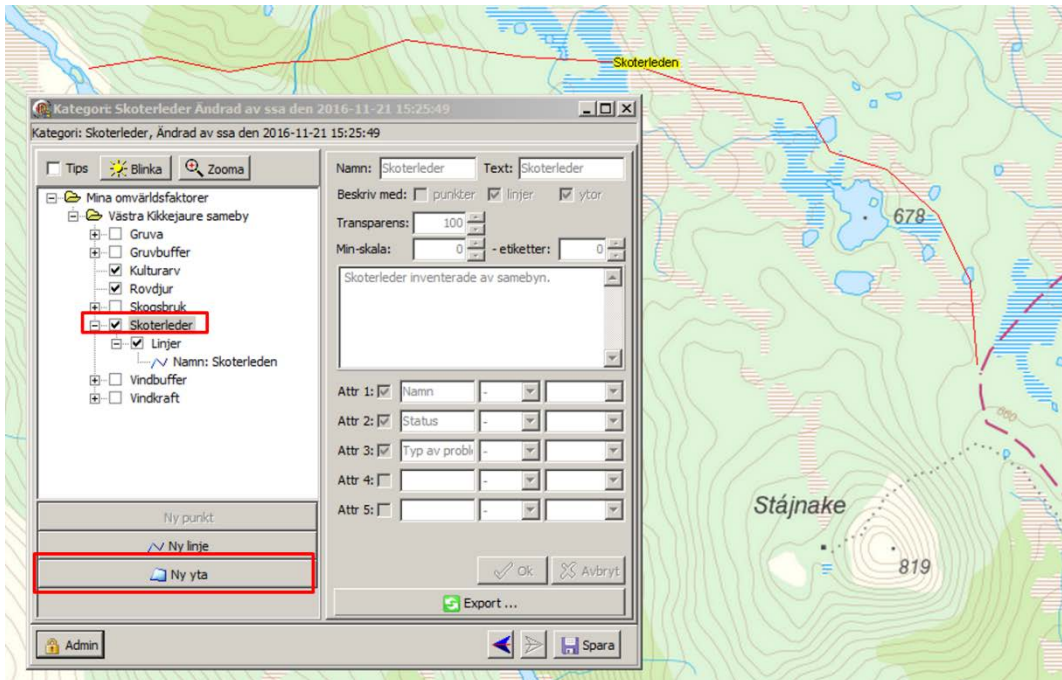 Skoterleden
Kategori: Skoterleder Ändrad av ssa den 2016-11-21 15:25:49
Kategori: Skoterleder, Ändrad av ssa den 2016-11-21 15:25:49
Tips Blinka Zooma
Mina omvärldsfaktorer
Västra Kikkejaure sameby
Gruva
Gruvbuffer
Kulturarv
Rovdjur
Skogsbruk
Skoterleder
Linjer
Namn: Skoterleden
Vindbuffer
Vindkraft
Ny punkt
Ny linje
Ny yta
Admin
Namn: Skoterleder Text: Skoterleder
Beskriv med: punkter linjer ytor
Transparens: 100
Min-skala: 0 - etiketter: 0
Skoterleder inventerade av samebyn.
Attr 1: Namn -
Attr 2: Status -
Attr 3: Typ av probl -
Attr 4: -
Attr 5: -
Ok Avbryt
Export ...
Spara
678
680
Stájnake
819